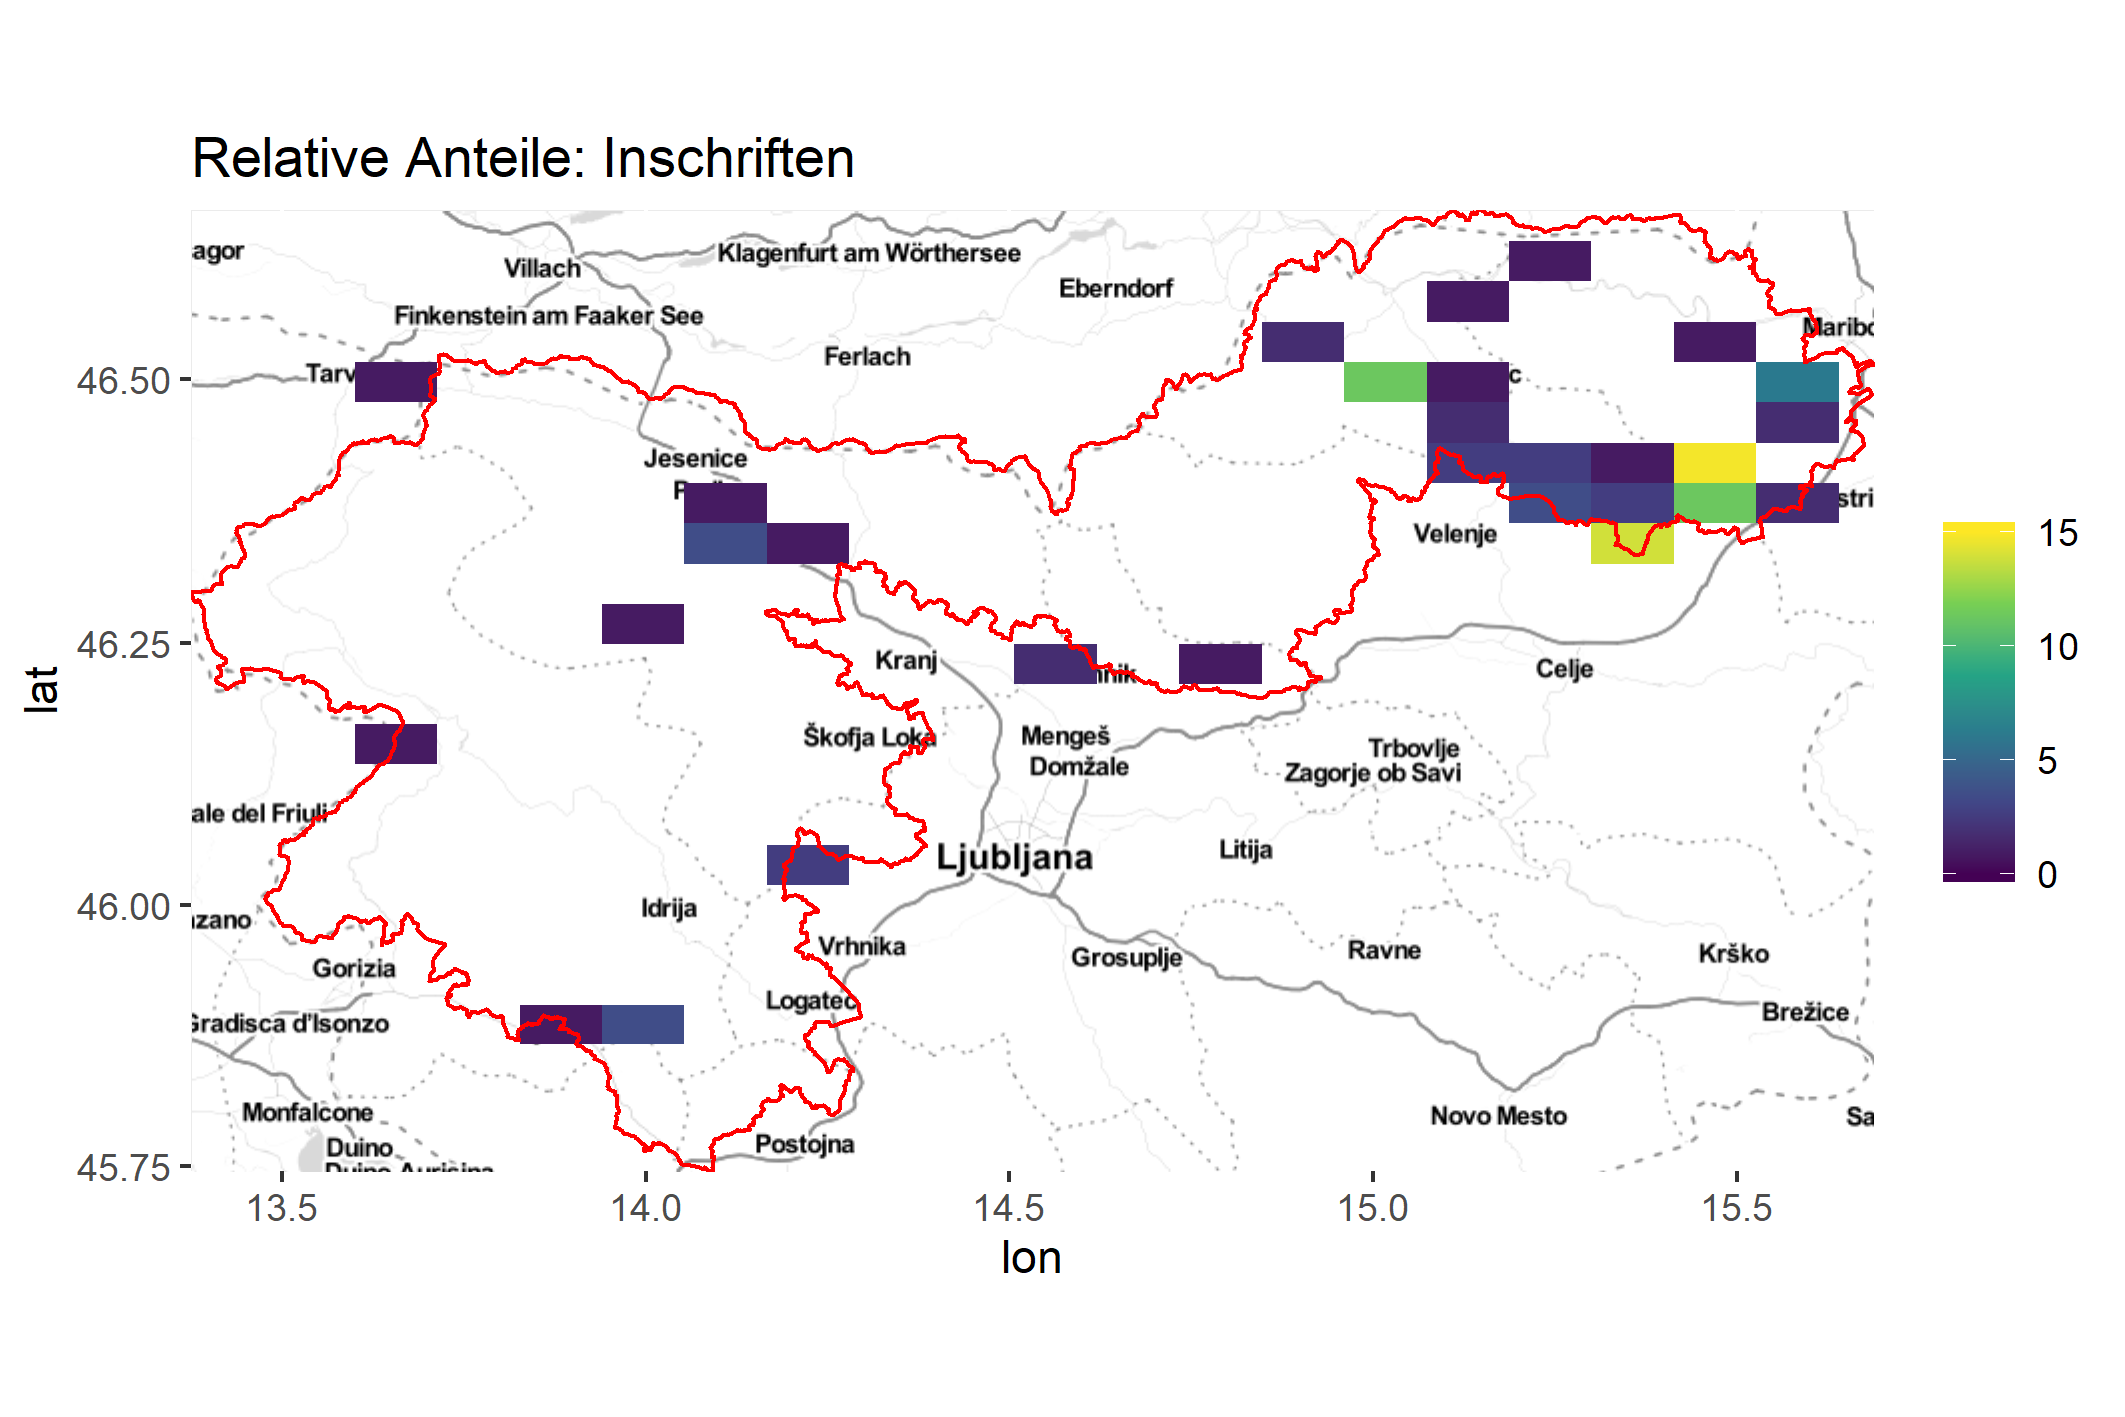 Relative Anteile: Inschriften
agor
Villach
Klagenfurt am Wörthersee
Eberndorf
Finkenstein am Faaker See
Ferlach
Tarv
Jesenice
Velenje
Kranj
Celje
Škofja Loka
Mengeš
Domžale
Trbovlje
Zagorje ob Savi
ale del Friuli
Ljubljana
Litija
Idrija
Vrhnika
Grosuplje
Ravne
Krško
Gorizia
Logatec
Gradisca d'Isonzo
Brežice
Monfalcone
Duino
Duino Aurisina
Postojna
Novo Mesto
Sa
stri
nik
c
46.50
46.25
46.00
45.75
lat
13.5 14.0 14.5 15.0 15.5
lon
15
10
5
0